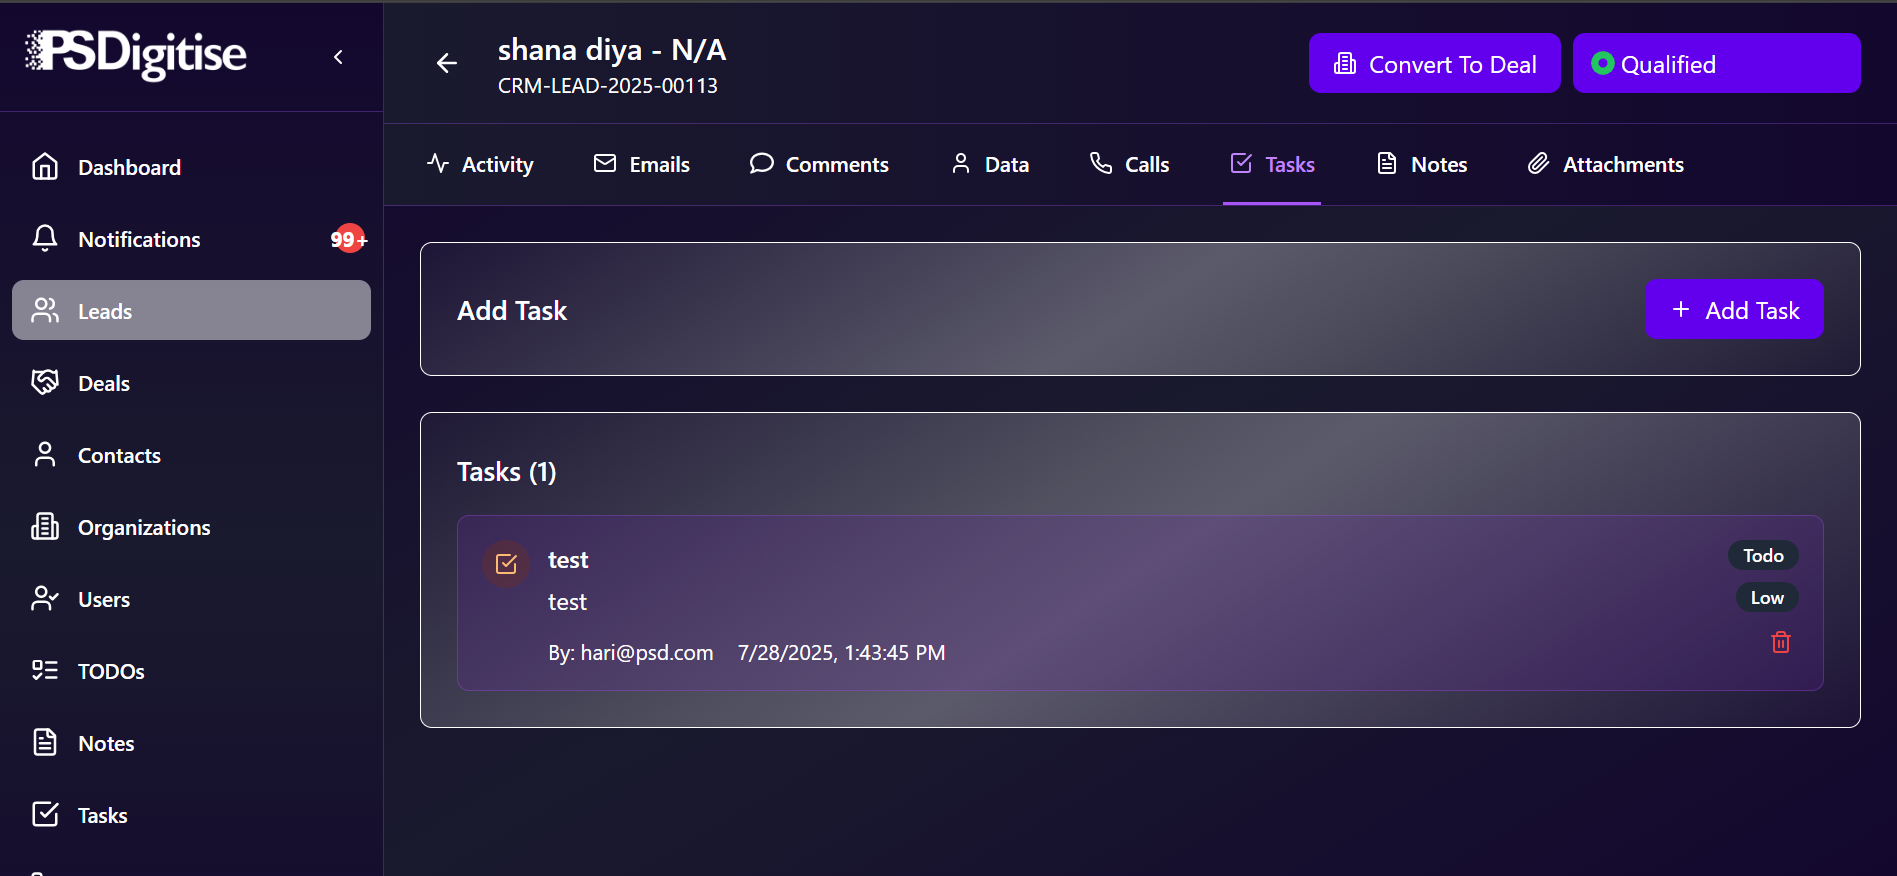 PSDigitise
Dashboard
Notifications
99+
Leads
Deals
Contacts
Organizations
Users
TODOs
Notes
Tasks
shana diya - N/A
CRM-LEAD-2025-00113
Convert To Deal
Qualified
Activity
Emails
Comments
Data
Calls
Tasks
Notes
Attachments
Add Task
Add Task
Tasks (1)
test
test
By: hari@psd.com 7/28/2025, 1:43:45 PM
Todo
Low